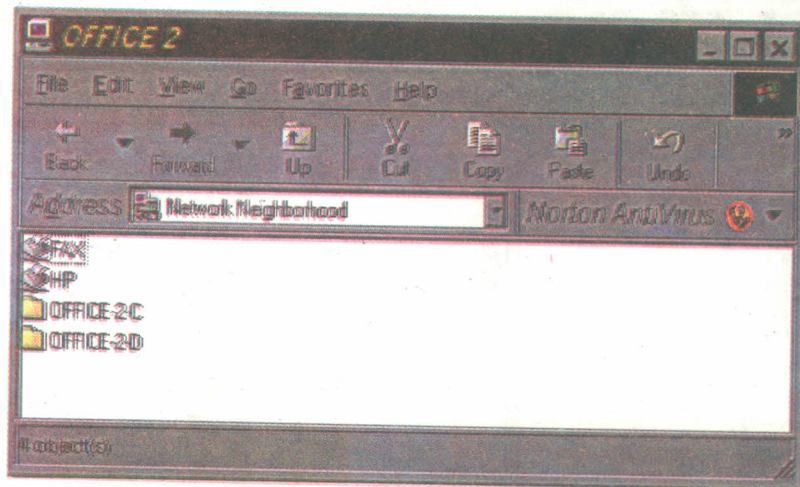 OFFICE 2
File Edit View Go Favorites Help
Back Forward Up Cut Copy Paste Undo »
Address Network Neighborhood Norton AntiVirus
FAX
HP
OFFICE-2-C
OFFICE-2-D
4 object(s)